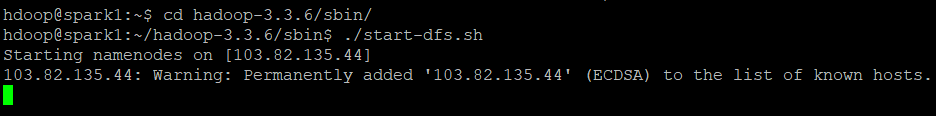 hdoop@spark1:~$ cd hadoop-3.3.6/sbin/
hdoop@spark1:~/hadoop-3.3.6/sbin$ ./start-dfs.sh
Starting namenodes on [103.82.135.44]
103.82.135.44: Warning: Permanently added '103.82.135.44' (ECDSA) to the list of known hosts.